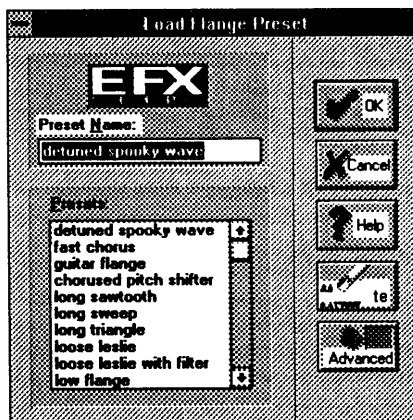 Load Flange Preset
EFX
Preset Name:
detuned spooky wave
OK
Cancel
Help
te
Advanced
Presets:
detuned spooky wave
fast chorus
guitar flange
chorused pitch shifter
long sawtooth
long sweep
long triangle
loose leslie
loose leslie with filter
low flange